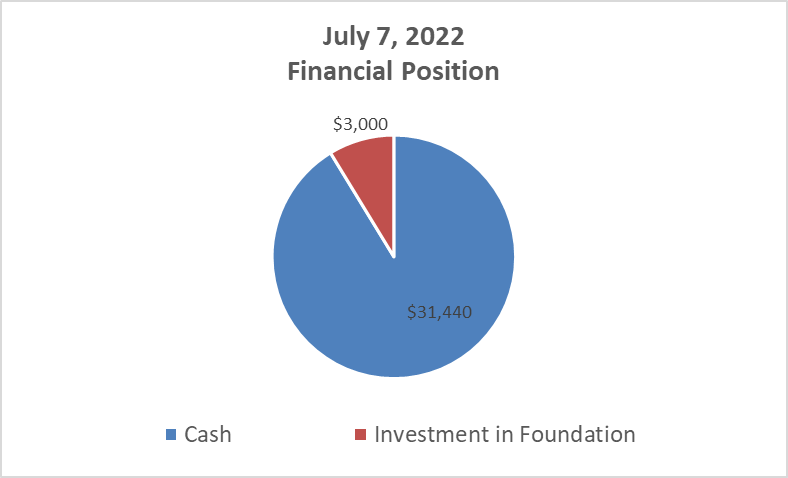 July 7, 2022
Financial Position
$3,000
$31,440
Cash
Investment in Foundation